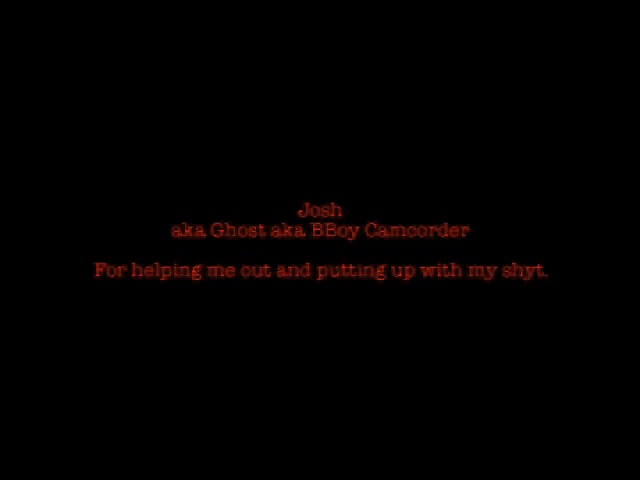 Josh
aka Ghost aka BBoy Camcorder
For helping me out and putting up with my shyt.